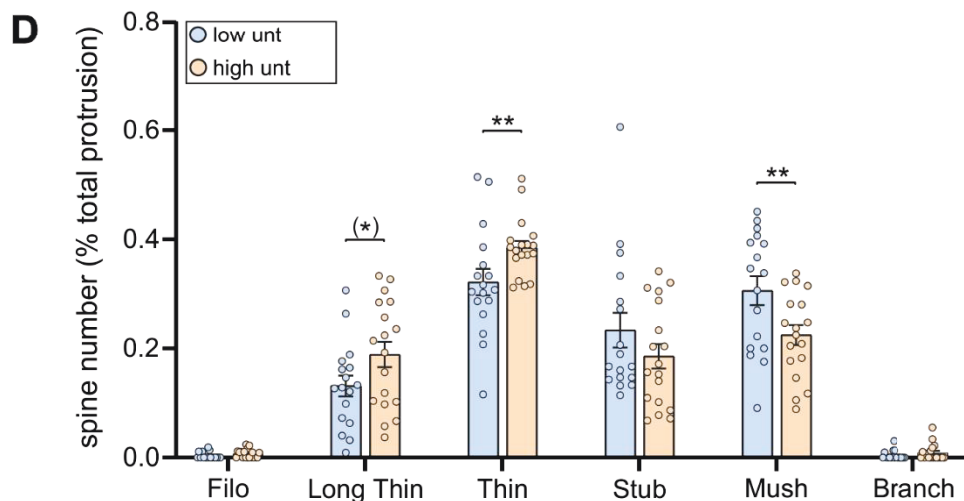 D
low unt
high unt
spine number (% total protrusion)
0.8
0.6
0.4
0.2
0.0
(*)
**
**
Filo Long Thin Thin Stub Mush Branch